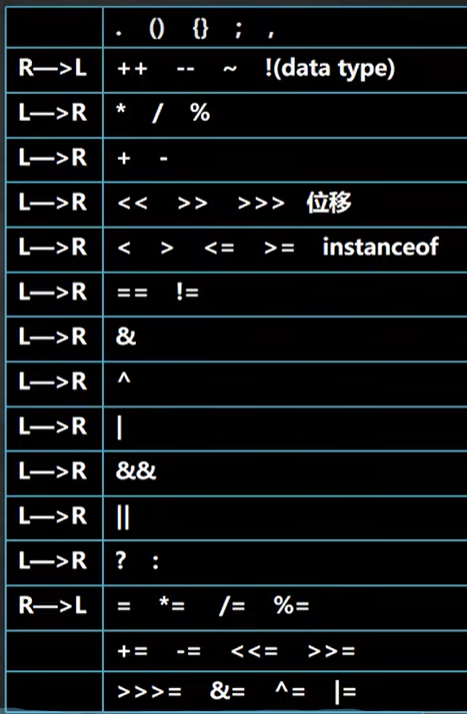 . () {} ; ,
R—>L ++ -- ~ !(data type)
L—>R * / %
L—>R + -
L—>R << >> >>> 位移
L—>R < > <= >= instanceof
L—>R == !=
L—>R &
L—>R ^
L—>R |
L—>R &&
L—>R ||
L—>R ? :
R—>L = *= /= %=
+= -= <<= >>=
>>>= &= ^= |=